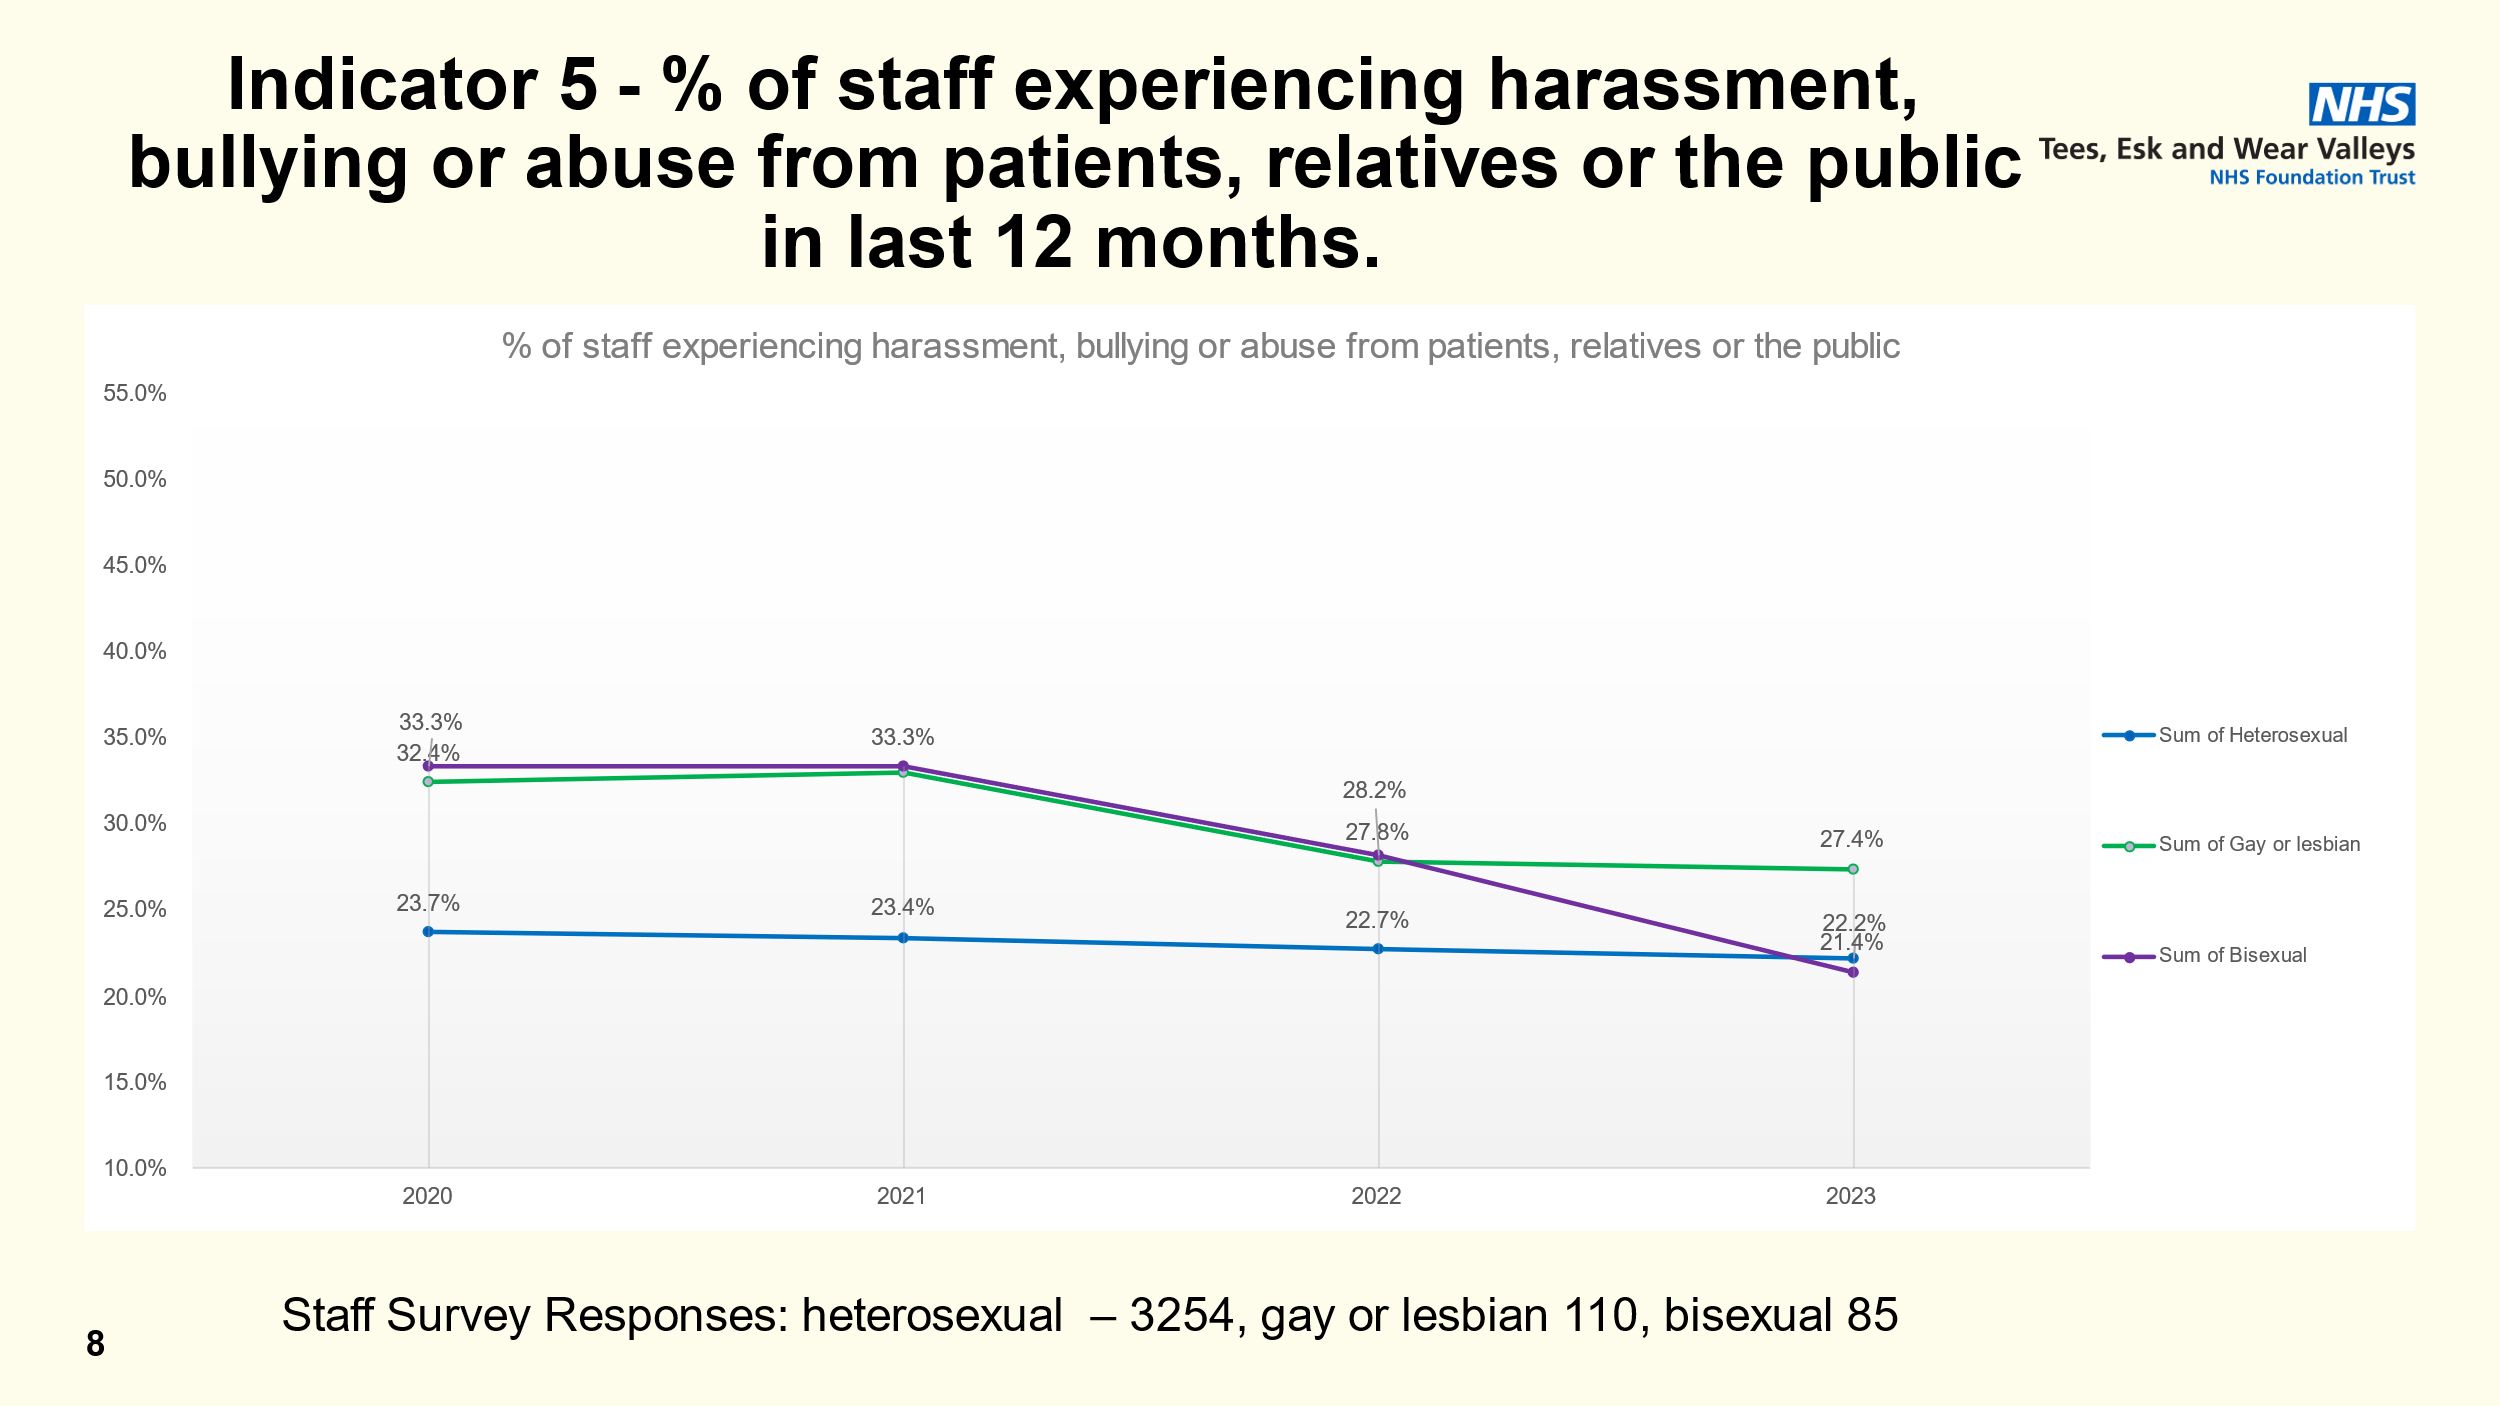 Indicator 5 - % of staff experiencing harassment,
bullying or abuse from patients, relatives or the public
in last 12 months.
NHS
Tees, Esk and Wear Valleys
NHS Foundation Trust
% of staff experiencing harassment, bullying or abuse from patients, relatives or the public
55.0%
50.0%
45.0%
40.0%
35.0%
30.0%
25.0%
20.0%
15.0%
10.0%
33.3%
32.4%
23.7%
33.3%
23.4%
28.2%
27.8%
22.7%
27.4%
22.2%
21.4%
2020
2021
2022
2023
Sum of Heterosexual
Sum of Gay or lesbian
Sum of Bisexual
Staff Survey Responses: heterosexual – 3254, gay or lesbian 110, bisexual 85
8